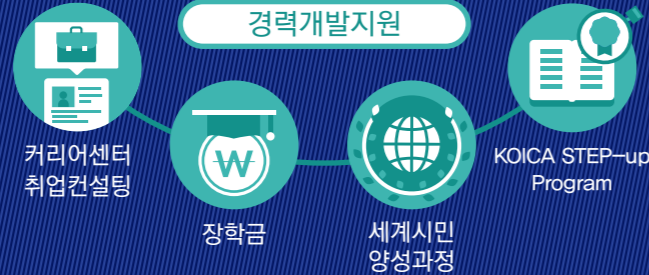 경력개발지원
커리어센터
취업컨설팅
W
장학금
세계시민
양성과정
KOICA STEP-up
Program